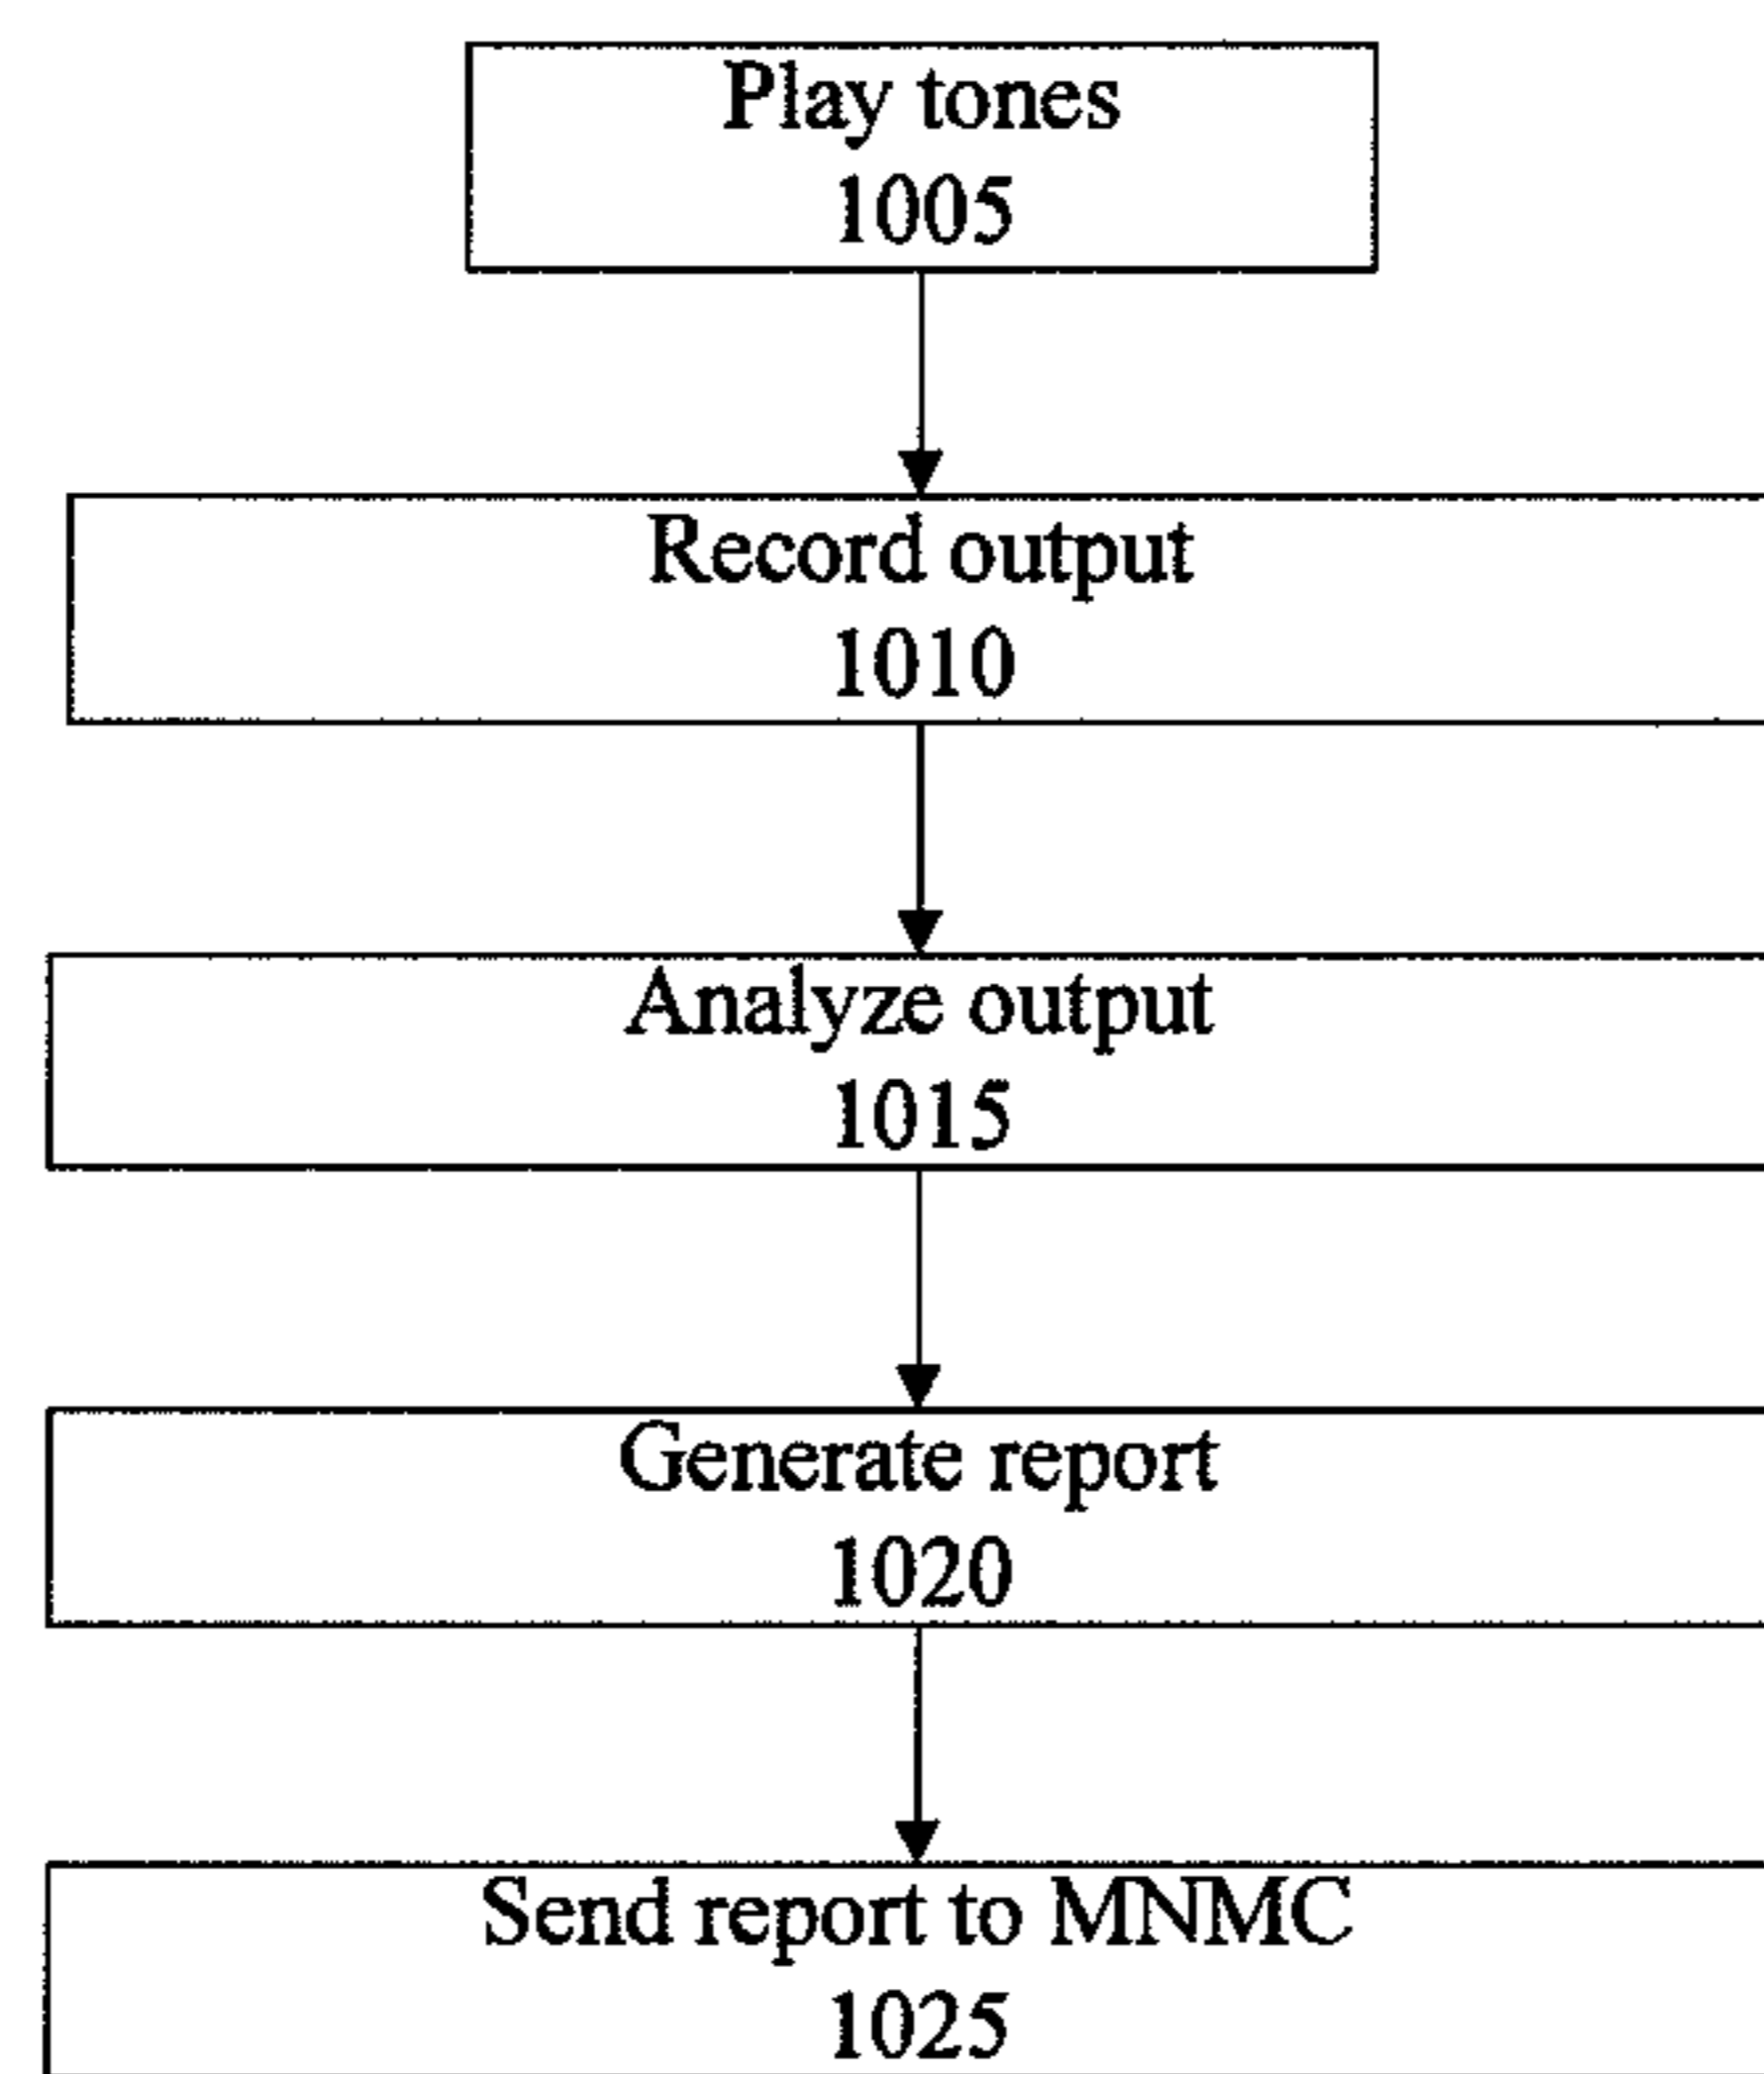 Play tones
1005
Record output
1010
Analyze output
1015
Generate report
1020
Send report to MNMC
1025